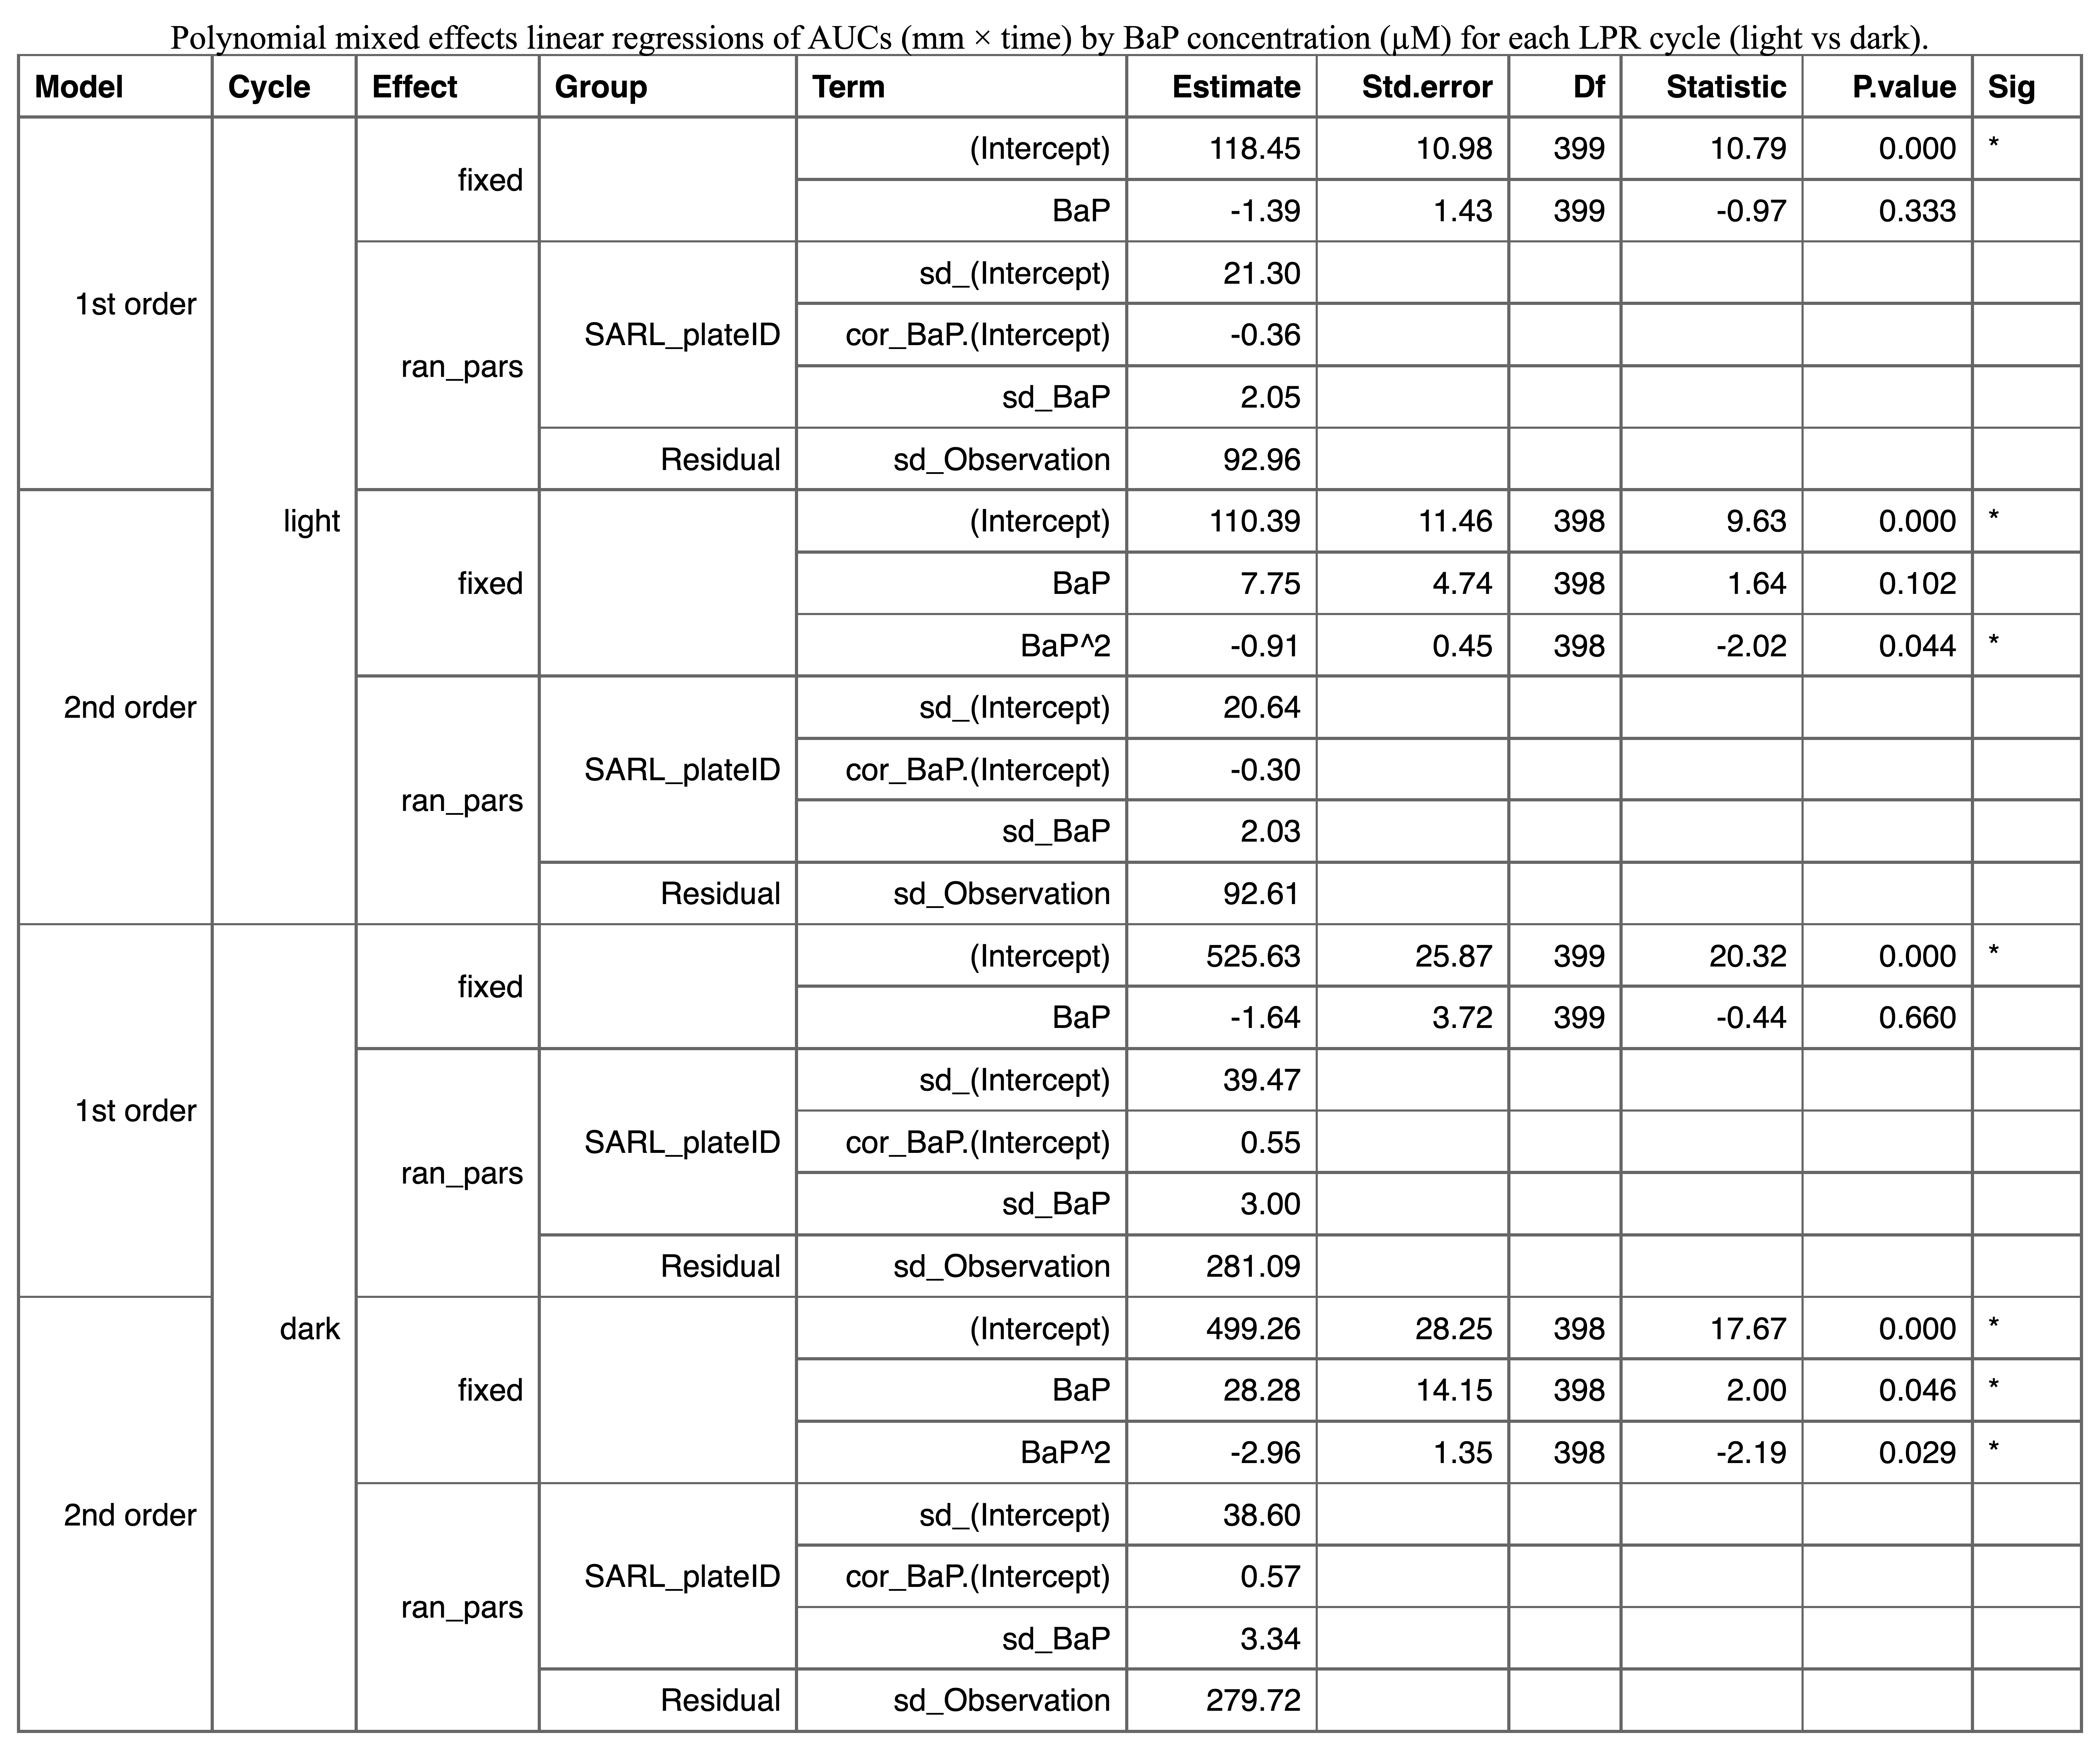 Polynomial mixed effects linear regressions of AUCs (mm × time) by BaP concentration (μM) for each LPR cycle (light vs dark).
Model Cycle Effect Group Term Estimate Std.error Df Statistic P.value Sig
1st order light fixed (Intercept) 118.45 10.98 399 10.79 0.000 *
BaP -1.39 1.43 399 -0.97 0.333
ran_pars SARL_plateID sd_(Intercept) 21.30
cor_BaP.(Intercept) -0.36
sd_BaP 2.05
Residual sd_Observation 92.96
2nd order fixed (Intercept) 110.39 11.46 398 9.63 0.000 *
BaP 7.75 4.74 398 1.64 0.102
BaP^2 -0.91 0.45 398 -2.02 0.044 *
ran_pars SARL_plateID sd_(Intercept) 20.64
cor_BaP.(Intercept) -0.30
sd_BaP 2.03
Residual sd_Observation 92.61
1st order dark fixed (Intercept) 525.63 25.87 399 20.32 0.000 *
BaP -1.64 3.72 399 -0.44 0.660
ran_pars SARL_plateID sd_(Intercept) 39.47
cor_BaP.(Intercept) 0.55
sd_BaP 3.00
Residual sd_Observation 281.09
2nd order fixed (Intercept) 499.26 28.25 398 17.67 0.000 *
BaP 28.28 14.15 398 2.00 0.046 *
BaP^2 -2.96 1.35 398 -2.19 0.029 *
ran_pars SARL_plateID sd_(Intercept) 38.60
cor_BaP.(Intercept) 0.57
sd_BaP 3.34
Residual sd_Observation 279.72